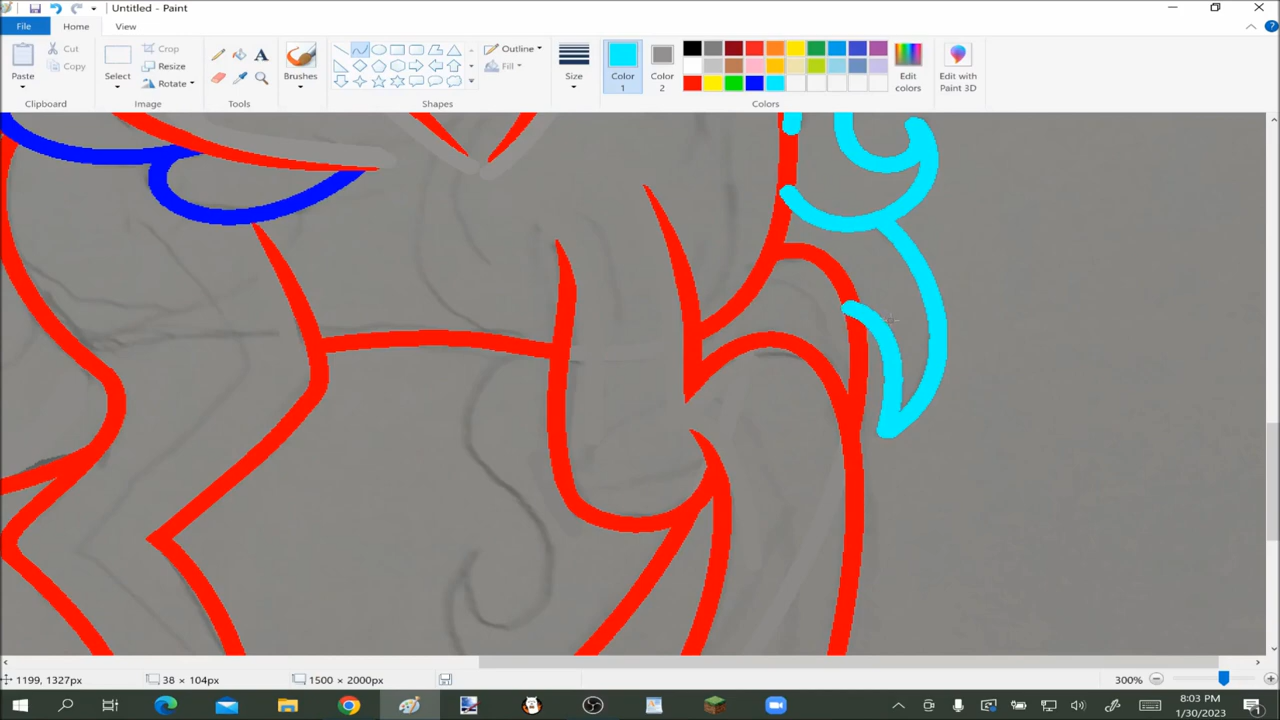 Untitled - Paint
File
Home
View
Paste
Cut
Copy
Clipboard
Select
Crop
Resize
Rotate
Image
A
Tools
Brushes
Outline
Fill
Shapes
Size
Color
1
Color
2
Edit
colors
Edit with
Paint 3D
Colors
1199, 1327px
38 × 104px
1500 × 2000px
300%
8:03 PM
1/30/2023